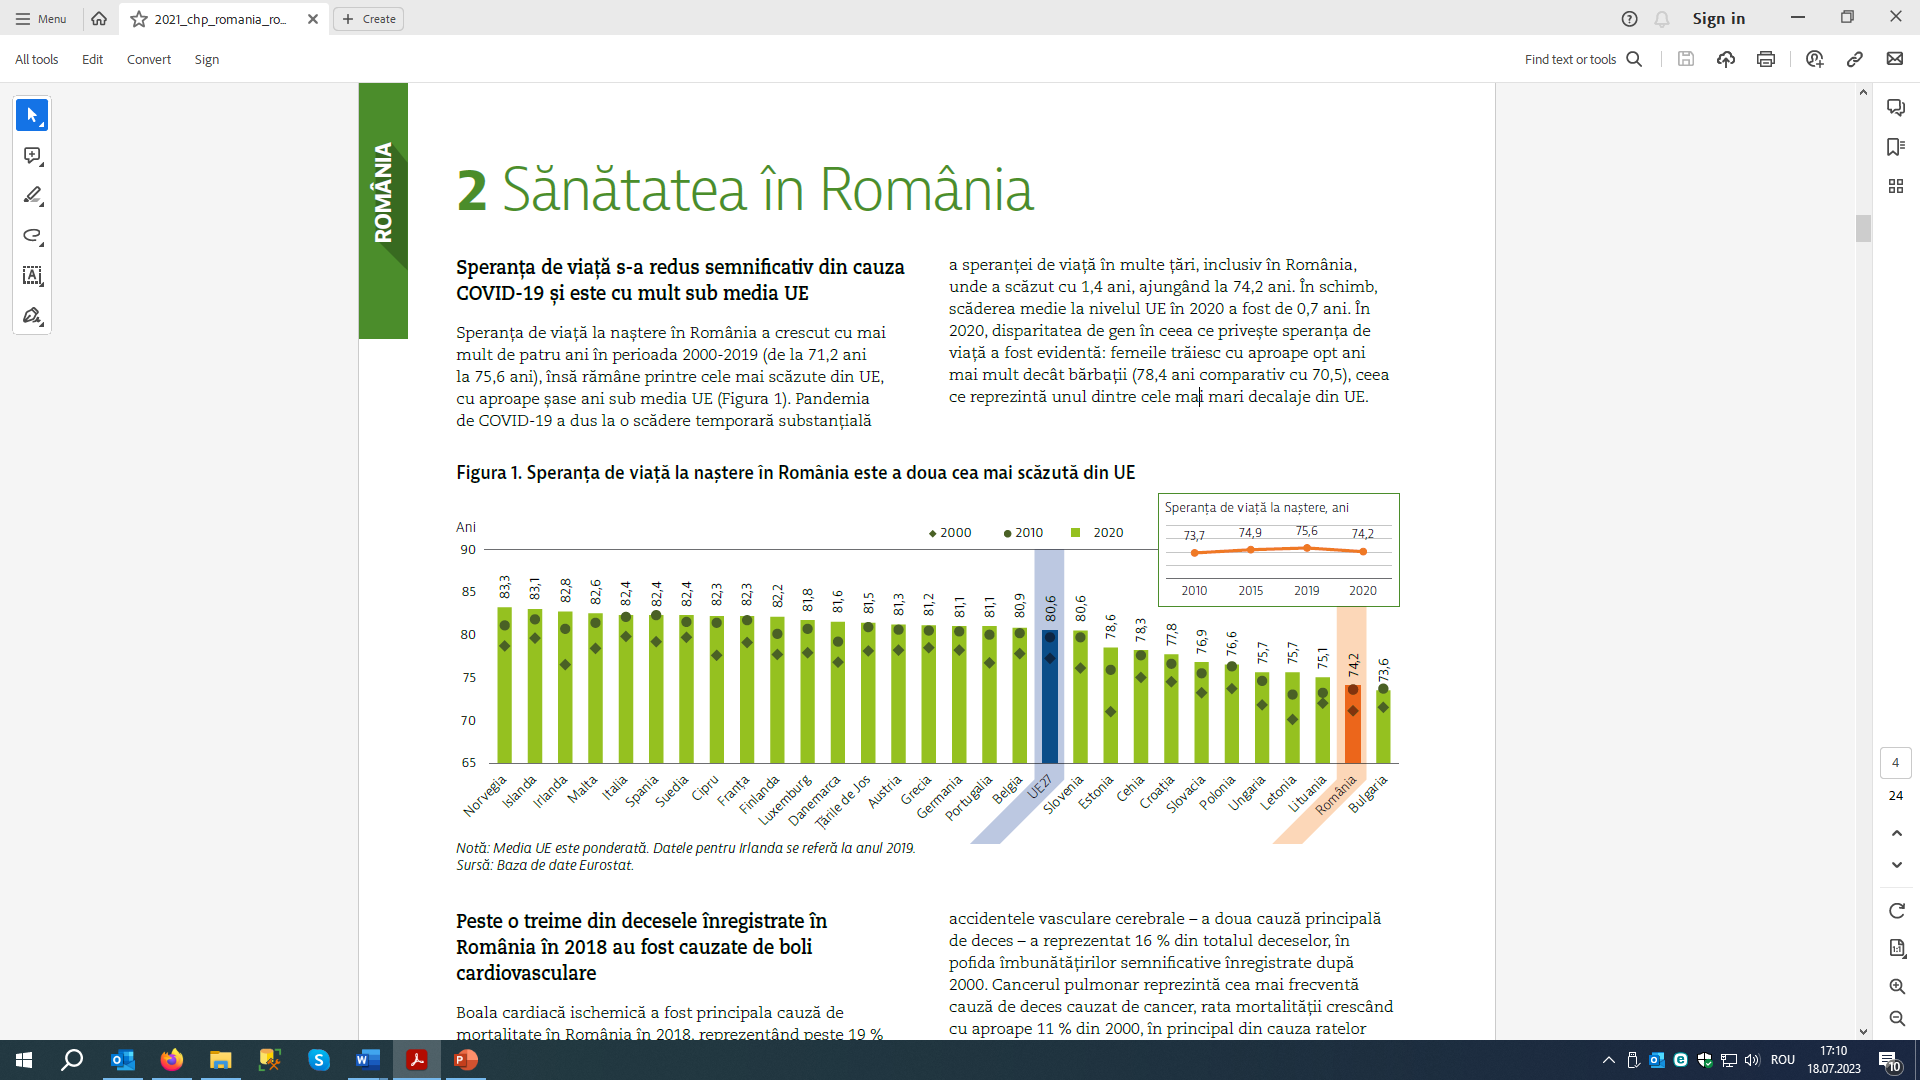 Menu
2021_chp_romania_ro...
Create
Sign in
All tools
Edit
Convert
Sign
Find text or tools
ROMÂNIA
2 Sănătatea în România
Speranța de viață s-a redus semnificativ din cauza
COVID-19 și este cu mult sub media UE
Speranța de viață la naștere în România a crescut cu mai
mult de patru ani în perioada 2000-2019 (de la 71,2 ani
la 75,6 ani), însă rămâne printre cele mai scăzute din UE,
cu aproape șase ani sub media UE (Figura 1). Pandemia
de COVID-19 a dus la o scădere temporară substanțială
a speranței de viață în multe țări, inclusiv în România,
unde a scăzut cu 1,4 ani, ajungând la 74,2 ani. În schimb,
scăderea medie la nivelul UE în 2020 a fost de 0,7 ani. În
2020, disparitatea de gen în ceea ce privește speranța de
viață a fost evidentă: femeile trăiesc cu aproape opt ani
mai mult decât bărbații (78,4 ani comparativ cu 70,5), ceea
ce reprezintă unul dintre cele mai mari decalaje din UE.
Figura 1. Speranța de viață la naștere în România este a doua cea mai scăzută din UE
Ani
2000
2010
2020
Speranța de viață la naștere, ani
73,7 74,9 75,6 74,2
2010 2015 2019 2020
90
85
80
75
70
65
83,3 83,1 82,8 82,6 82,4 82,4 82,4 82,3 82,3 82,2 81,8 81,6 81,5 81,3 81,2 81,1 81,1 80,9 80,6 80,6 78,6 78,3 77,8 76,9 76,6 75,7 75,7 75,1 74,2 73,6
Norvegia Islanda Irlanda Malta Italia Spania Suedia Cipru Franța Finlanda Luxemburg Danemarca Țările de Jos Austria Grecia Germania Portugalia Belgia UE27 Slovenia Estonia Cehia Croația Slovacia Polonia Ungaria Letonia Lituania România Bulgaria
Notă: Media UE este ponderată. Datele pentru Irlanda se referă la anul 2019.
Sursă: Baza de date Eurostat.
Peste o treime din decesele înregistrate în
România în 2018 au fost cauzate de boli
cardiovasculare
Boala cardiacă ischemică a fost principala cauză de
mortalitate în România în 2018, reprezentând peste 19 %
accidentele vasculare cerebrale – a doua cauză principală
de deces – a reprezentat 16 % din totalul deceselor, în
pofida îmbunătățirilor semnificative înregistrate după
2000. Cancerul pulmonar reprezintă cea mai frecventă
cauză de deces cauzat de cancer, rata mortalității crescând
cu aproape 11 % din 2000, în principal din cauza ratelor
4
24
1:1
ROU
17:10
18.07.2023
10